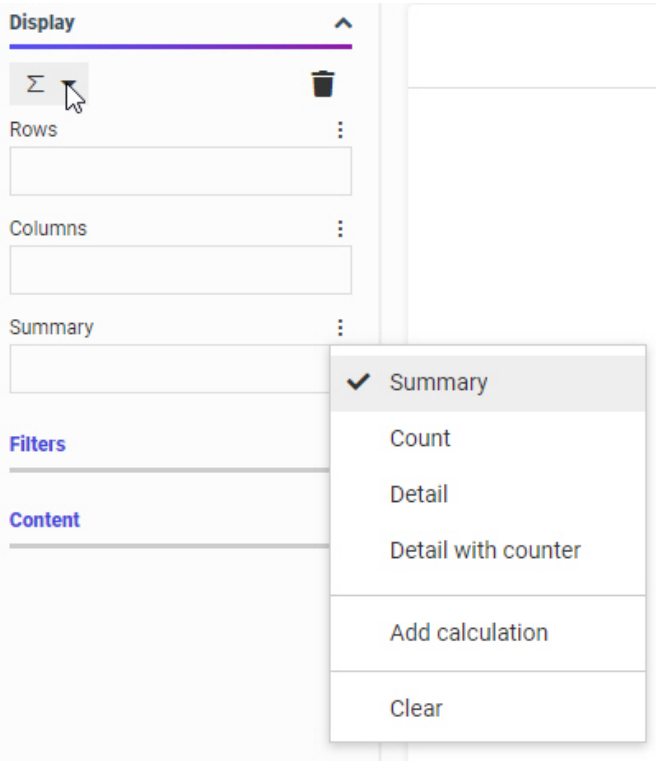 Display
Σ
Rows
Columns
Summary
Summary
Count
Detail
Detail with counter
Add calculation
Clear
Filters
Content